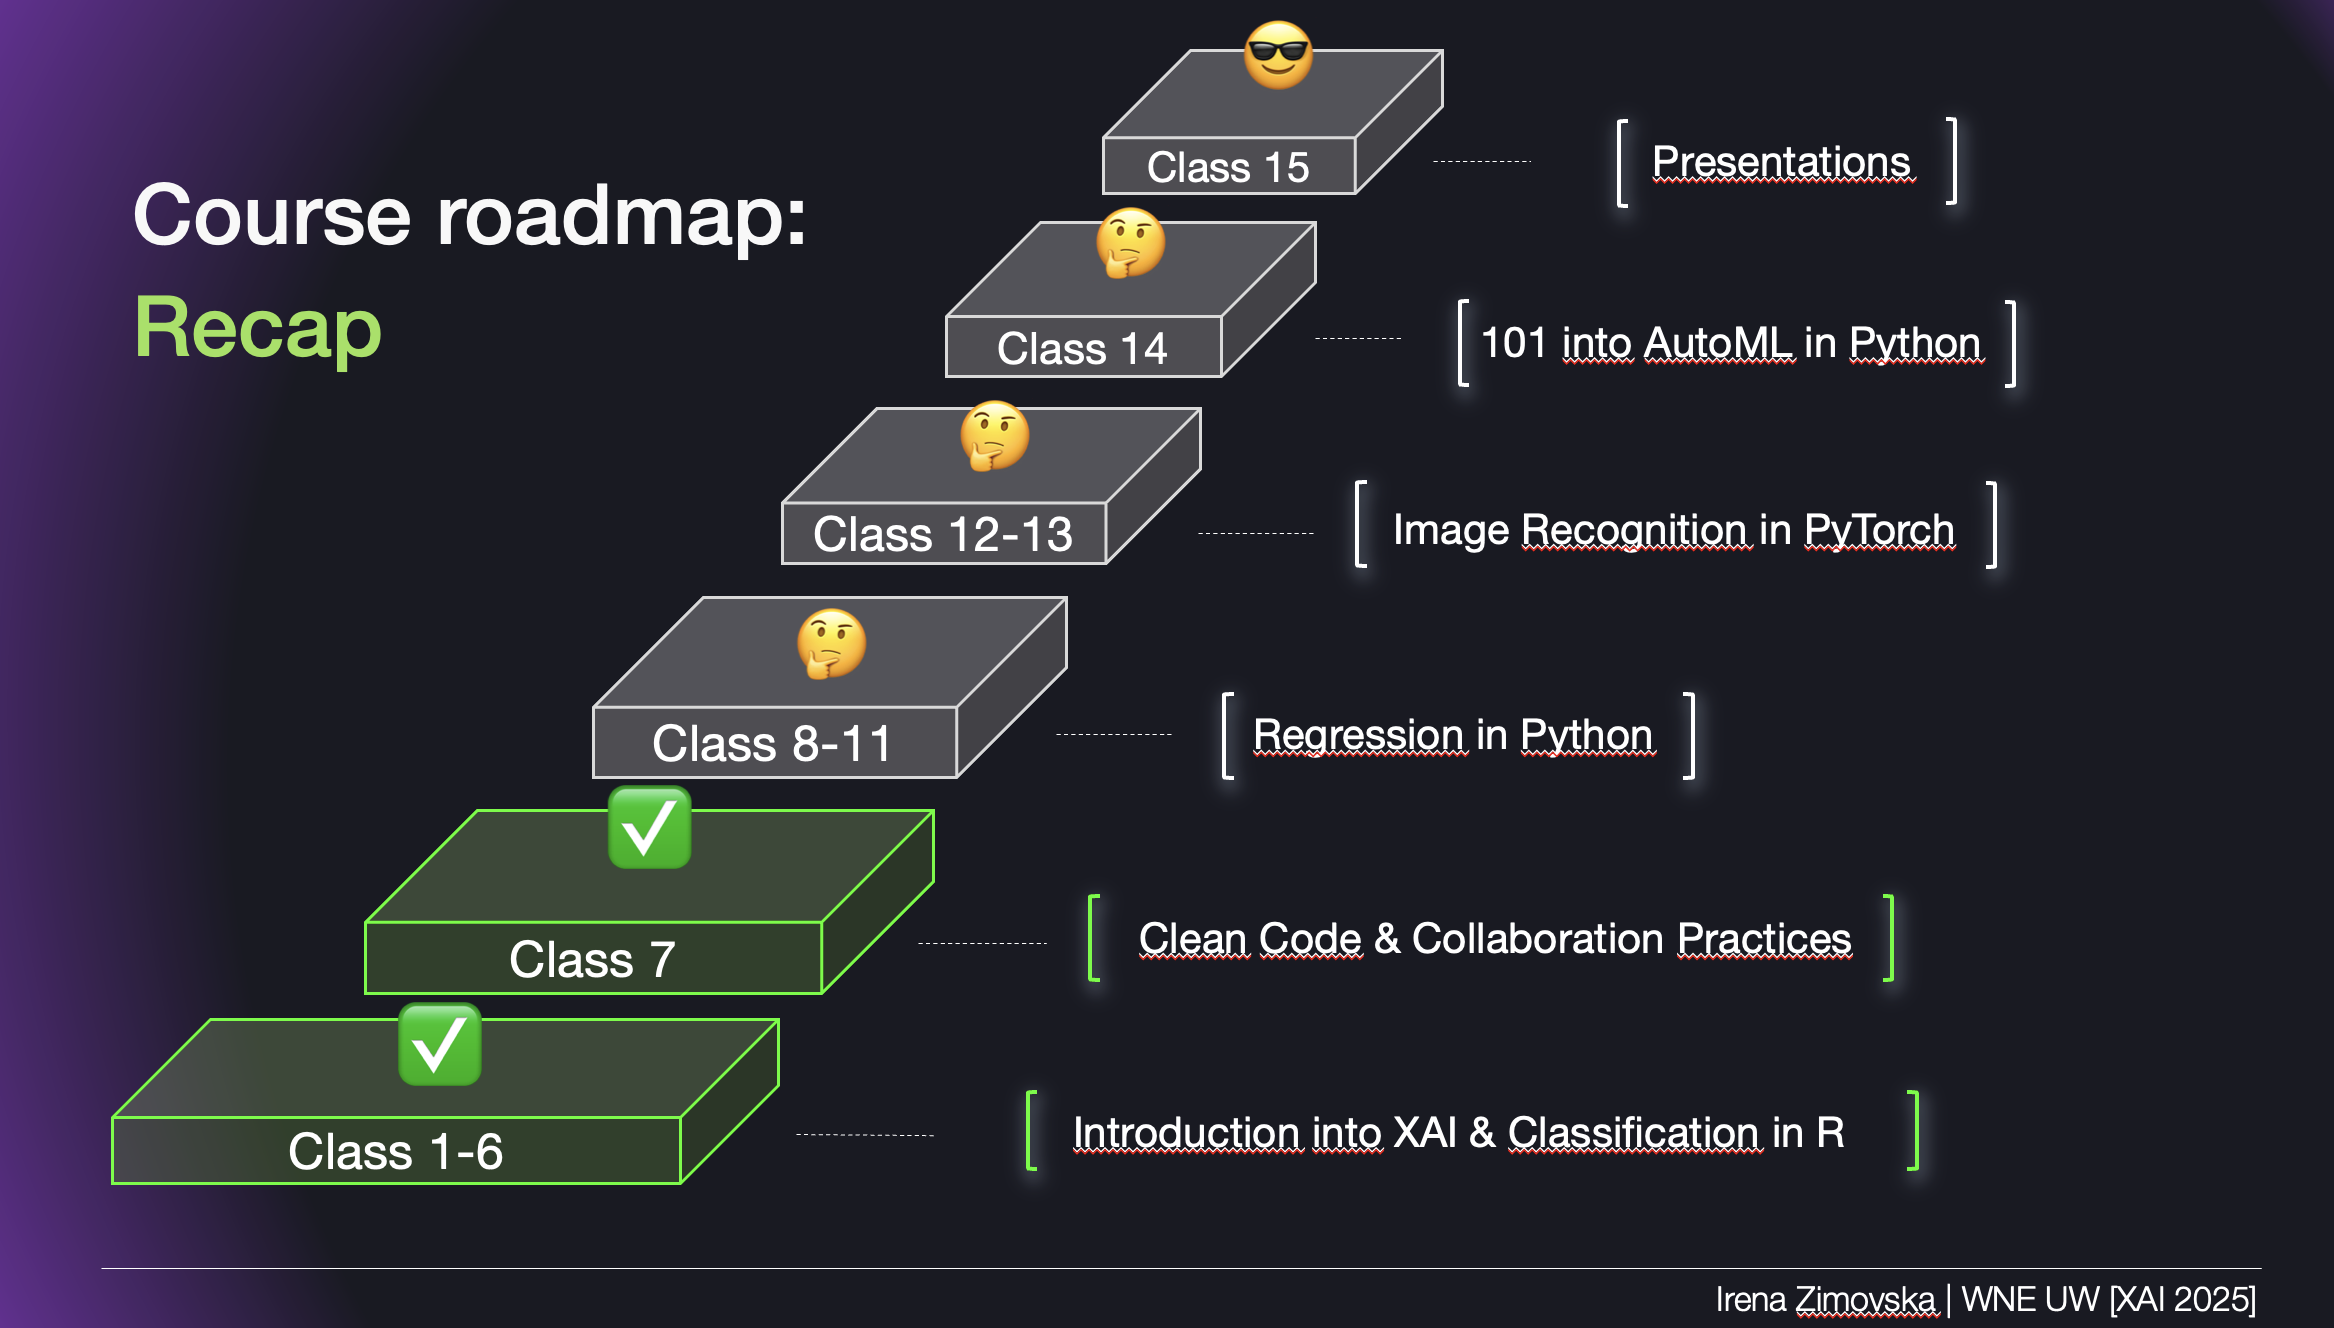 Course roadmap:
Recap
Class 15
Presentations
Class 14
101 into AutoML in Python
Class 12-13
Image Recognition in PyTorch
Class 8-11
Regression in Python
Class 7
Clean Code & Collaboration Practices
Class 1-6
Introduction into XAI & Classification in R
Irena Zimovska | WNE UW [XAI 2025]